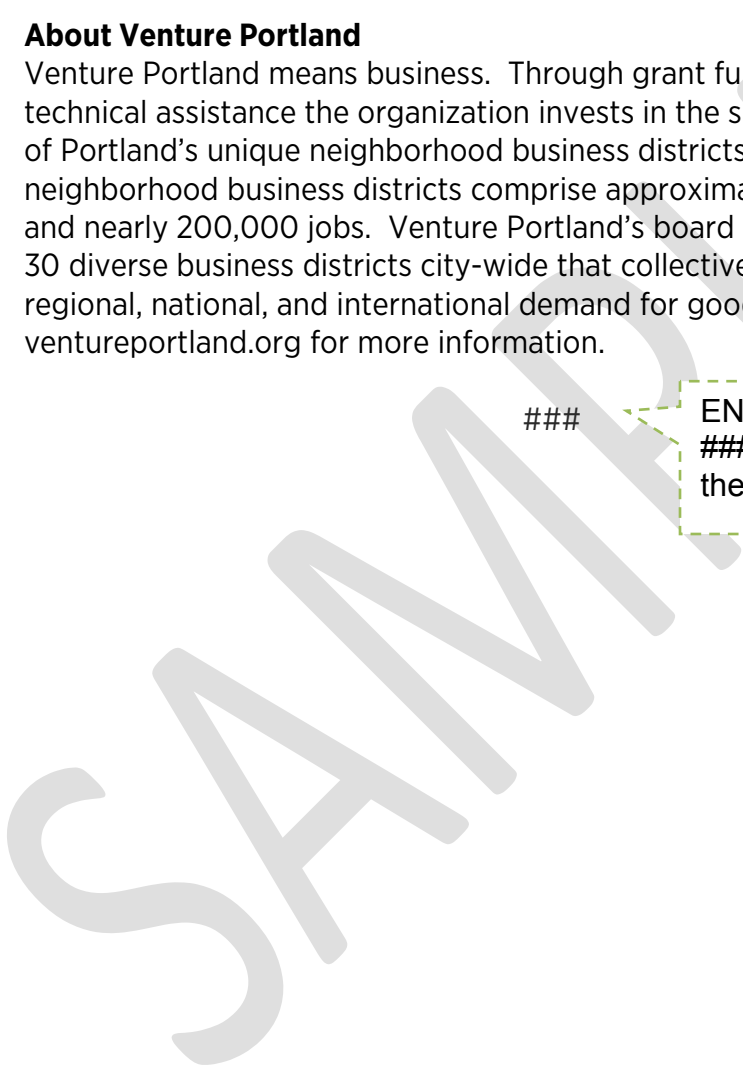 About Venture Portland
Venture Portland means business.  Through grant fu
technical assistance the organization invests in the s
of Portland's unique neighborhood business districts
neighborhood business districts comprise approxima
and nearly 200,000 jobs.  Venture Portland's board
30 diverse business districts city-wide that collective
regional, national, and international demand for goo
ventureportland.org for more information.
###
EN
###
the
SAMPL